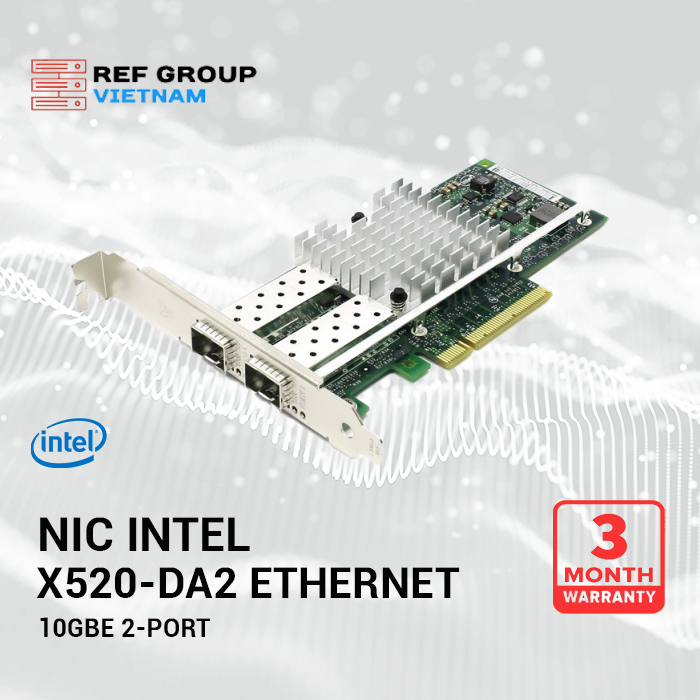 REF GROUP
VIETNAM
intel
NIC INTEL
X520-DA2 ETHERNET
10GBE 2-PORT
3
MONTH
WARRANTY